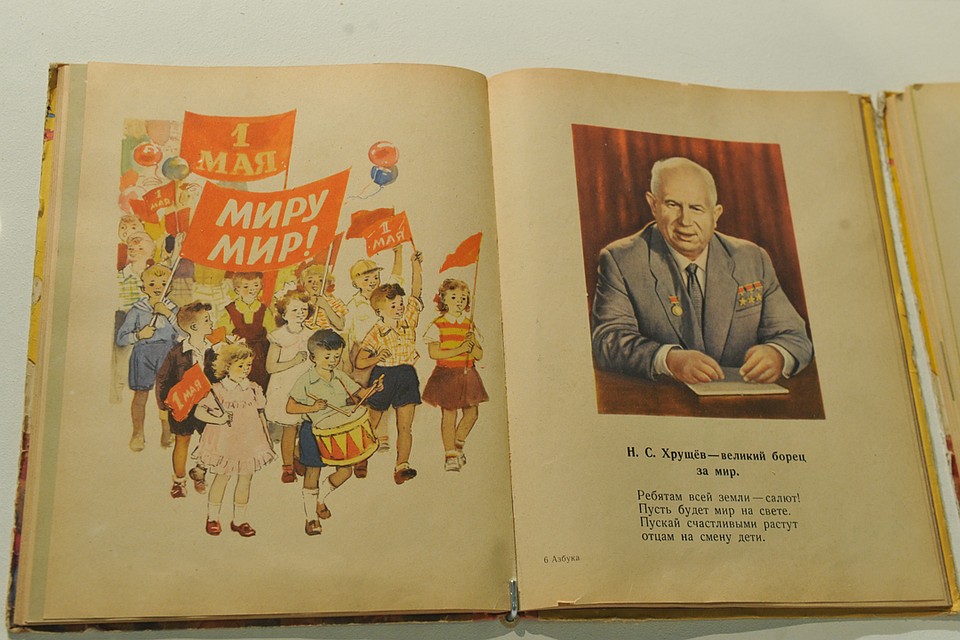 1
МАЯ
МИРУ
МИР!
1
МАЯ
1
МАЯ
1 МАЯ
Н. С. Хрущёв—великий борец
за мир.
Ребятам всей земли—салют!
Пусть будет мир на свете.
Пускай счастливыми растут
отцам на смену дети.
6 Азбука